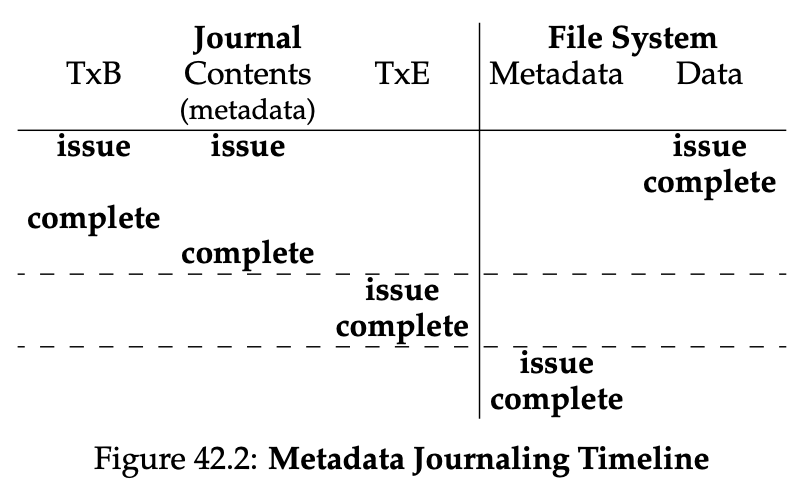 Journal File System
TxB Contents TxE Metadata Data
(metadata)
issue issue issue
complete
complete
complete
issue
complete
issue
complete
Figure 42.2: Metadata Journaling Timeline